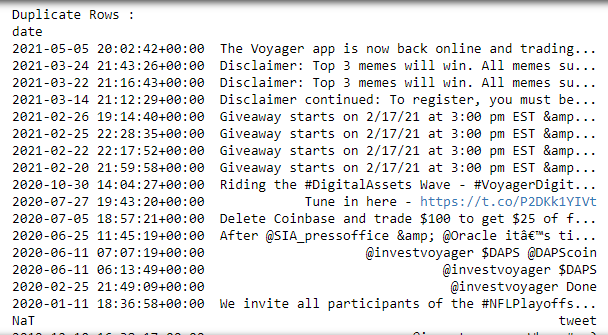 Duplicate Rows :
date
2021-05-05 20:02:42+00:00  The Voyager app is now back online and trading...
2021-03-24 21:43:26+00:00  Disclaimer: Top 3 memes will win. All memes su...
2021-03-22 21:16:43+00:00  Disclaimer: Top 3 memes will win. All memes su...
2021-03-14 21:12:29+00:00  Disclaimer continued: To register, you must be...
2021-02-26 19:14:40+00:00  Giveaway starts on 2/17/21 at 3:00 pm EST &amp...
2021-02-25 22:28:35+00:00  Giveaway starts on 2/17/21 at 3:00 pm EST &amp...
2021-02-22 22:17:52+00:00  Giveaway starts on 2/17/21 at 3:00 pm EST &amp...
2021-02-20 21:59:58+00:00  Giveaway starts on 2/17/21 at 3:00 pm EST &amp...
2020-10-30 14:04:27+00:00  Riding the #DigitalAssets Wave - #VoyagerDigit...
2020-07-27 19:43:20+00:00  Tune in here - https://t.co/P2DKk1YIVt
2020-07-05 18:57:21+00:00  Delete Coinbase and trade $100 to get $25 of f...
2020-06-25 11:45:19+00:00  After @SIA_pressoffice &amp; @Oracle itâ€™s ti...
2020-06-11 07:07:19+00:00  @investvoyager $DAPS @DAPScoin
2020-06-11 06:13:49+00:00  @investvoyager $DAPS
2020-02-25 21:49:09+00:00  @investvoyager Done
2020-01-11 18:36:58+00:00  We invite all participants of the #NFLPlayoffs...
NaT  tweet